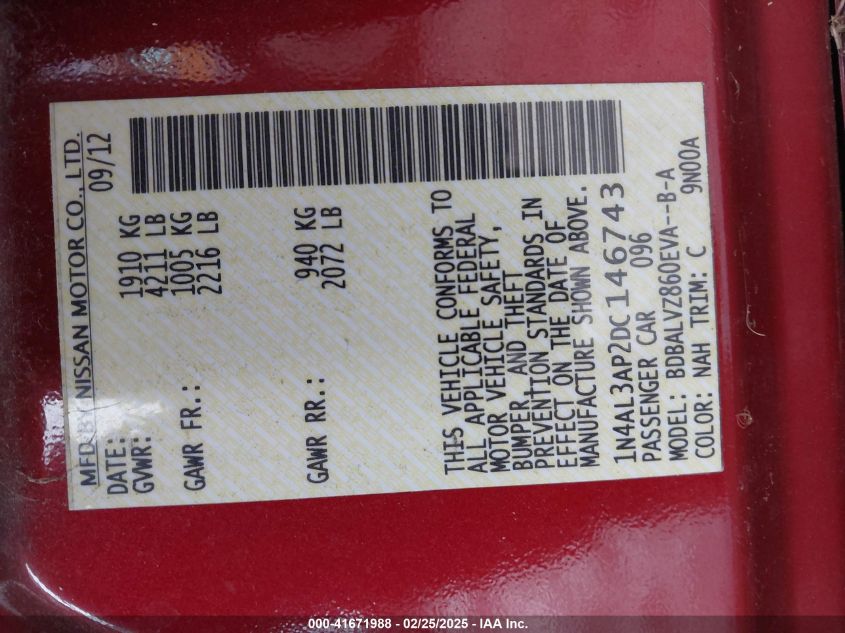 MFD BY NISSAN MOTOR CO., LTD.
DATE: 09/12
GVWR: 1910 KG
4211 LB
GAWR FR.: 1005 KG
2216 LB
GAWR RR.: 940 KG
2072 LB
THIS VEHICLE CONFORMS TO
ALL APPLICABLE FEDERAL
MOTOR VEHICLE SAFETY,
BUMPER, AND THEFT
PREVENTION STANDARDS IN
EFFECT ON THE DATE OF
MANUFACTURE SHOWN ABOVE.
1N4AL3AP2DC146743
PASSENGER CAR 096
MODEL: BDBALVZ860EVA--B-A
COLOR: NAH TRIM: C 9N00A
000-41671988 - 02/25/2025 - IAA Inc.